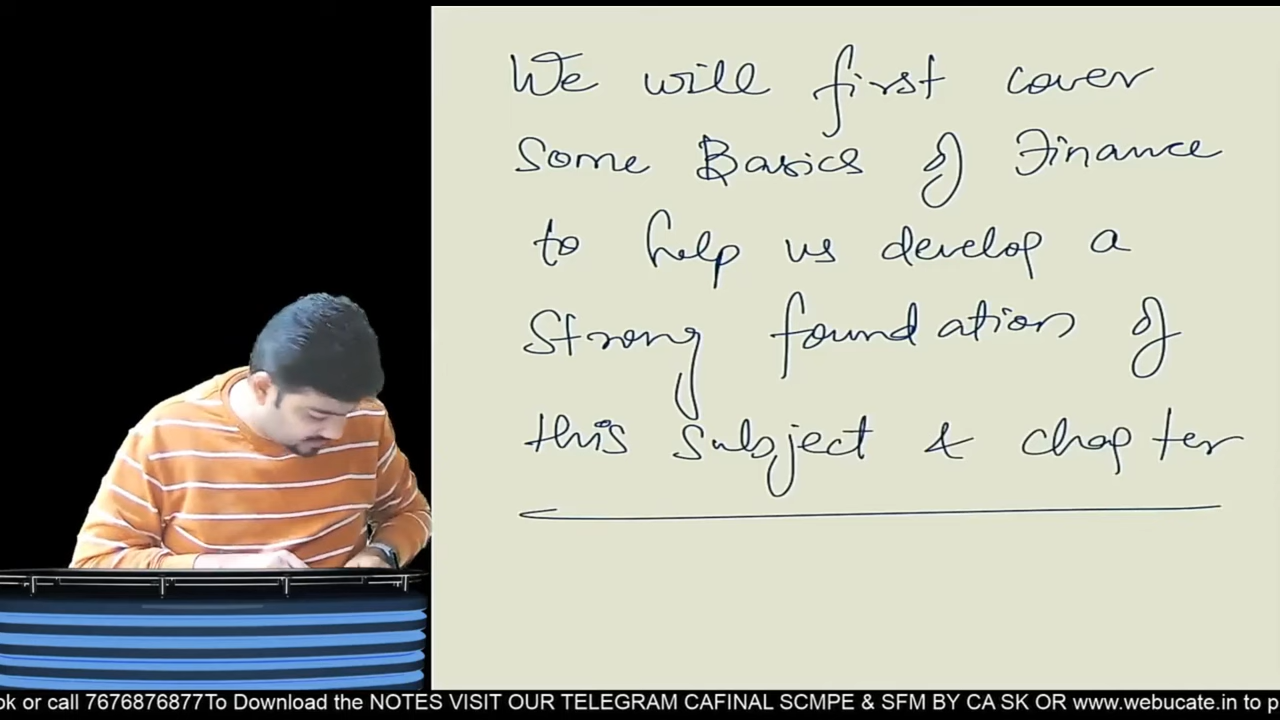 We will first cover
Some Basics of Finance
to help us develop a
Strong foundation of
this subject & chapter
ok or call 7676876877To Download the NOTES VISIT OUR TELEGRAM CAFINAL SCMPE & SFM BY CA SK OR www.webucate.in to p